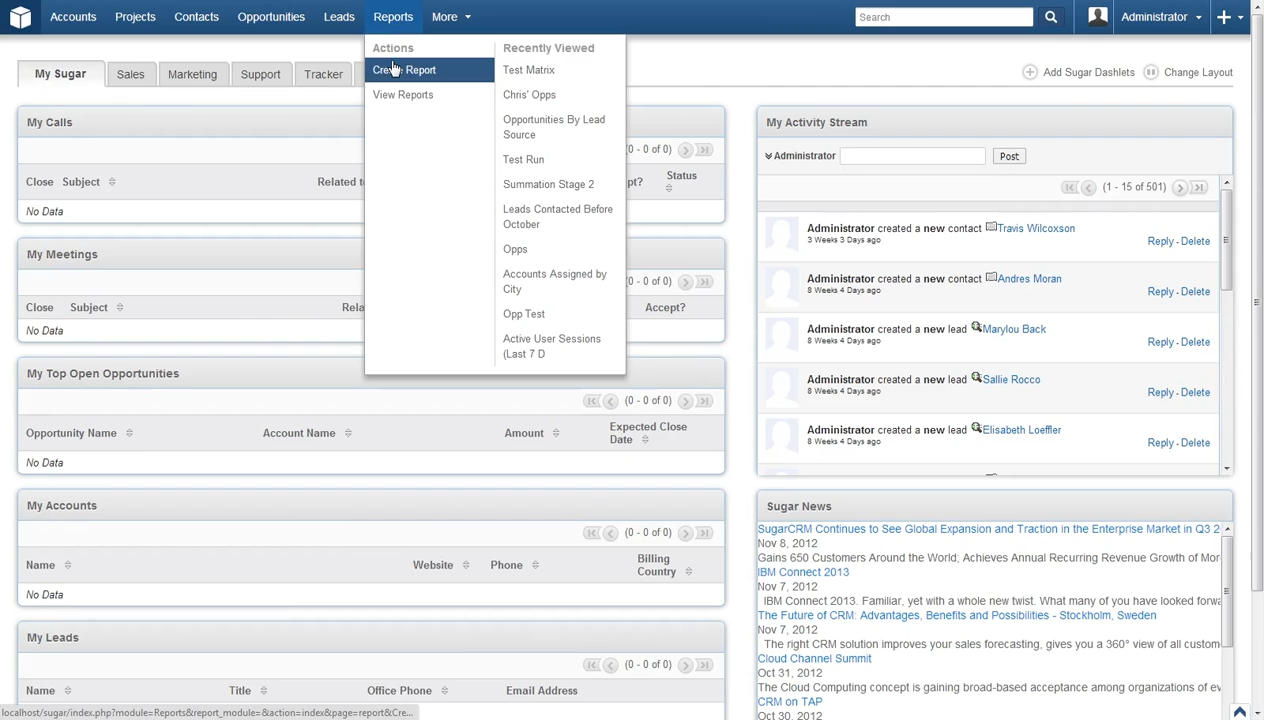 Accounts Projects Contacts Opportunities Leads Reports More Search Administrator
Actions Recently Viewed
Create Report Test Matrix
View Reports Chris' Opps
Opportunities By Lead
Source
Test Run
Summation Stage 2
Leads Contacted Before
October
Opps
Accounts Assigned by
City
Opp Test
Active User Sessions
(Last 7 D
My Sugar Sales Marketing Support Tracker Add Sugar Dashlets Change Layout
My Calls
(0 - 0 of 0)
Close Subject Related to pt? Status
No Data
My Meetings
(0 - 0 of 0)
Close Subject Rela Accept?
No Data
My Top Open Opportunities
(0 - 0 of 0)
Opportunity Name Account Name Amount Expected Close
Date
No Data
My Accounts
(0 - 0 of 0)
Name Website Phone Billing
Country
No Data
My Leads
(0 - 0 of 0)
Name Title Office Phone Email Address
My Activity Stream
Administrator Post
(1 - 15 of 501)
Administrator created a new contact Travis Wilcoxson
3 Weeks 3 Days ago Reply - Delete
Administrator created a new contact Andres Moran
8 Weeks 4 Days ago Reply - Delete
Administrator created a new lead Marylou Back
8 Weeks 4 Days ago Reply - Delete
Administrator created a new lead Sallie Rocco
8 Weeks 4 Days ago Reply - Delete
Administrator created a new lead Elisabeth Loeffler
8 Weeks 4 Days ago Reply - Delete
Sugar News
SugarCRM Continues to See Global Expansion and Traction in the Enterprise Market in Q3 2
Nov 8, 2012
Gains 650 Customers Around the World; Achieves Annual Recurring Revenue Growth of Mor
IBM Connect 2013
Nov 7, 2012
IBM Connect 2013. Familiar, yet with a whole new twist. What many of you have looked forwa
The Future of CRM: Advantages, Benefits and Possibilities - Stockholm, Sweden
Nov 7, 2012
The right CRM solution improves your sales forecasting, gives you a 360° view of all custom
Cloud Channel Summit
Oct 31, 2012
The Cloud Computing concept is gaining broad-based acceptance among organizations of ev
CRM on TAP
Oct 30, 2012
localhost/sugar/index.php?module=Reports&report_module=&action=index&page=report&Cre...